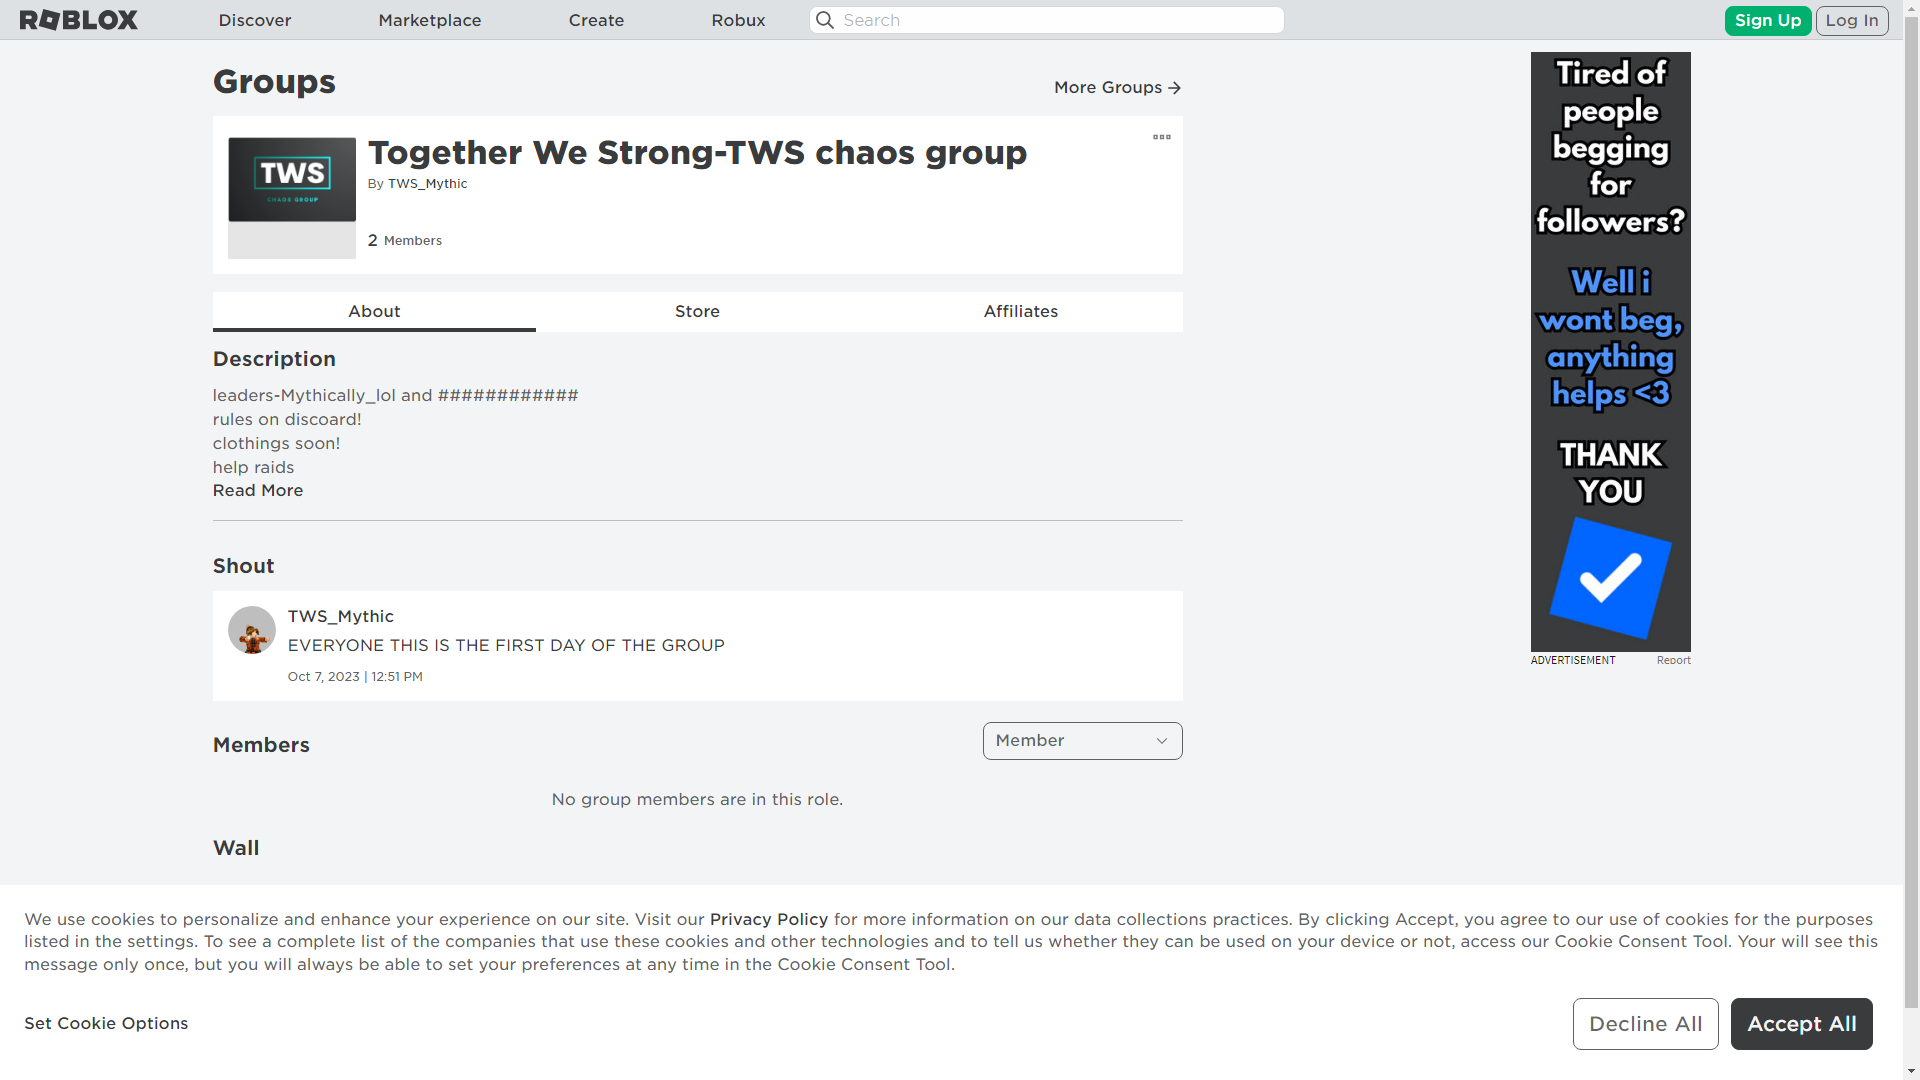 ROBLOX
Discover
Marketplace
Create
Robux
Search
Sign Up
Log In
Groups
More Groups
TWS
CHAOS GROUP
Together We Strong-TWS chaos group
By TWS_Mythic
2 Members
About
Store
Affiliates
Description
leaders-Mythically_lol and ############
rules on discoard!
clothings soon!
help raids
Read More
Shout
TWS_Mythic
EVERYONE THIS IS THE FIRST DAY OF THE GROUP
Oct 7, 2023 | 12:51 PM
Members
Member
No group members are in this role.
Wall
Tired of
people
begging
for
followers?
Well i
wont beg,
anything
helps <3
THANK
YOU
ADVERTISEMENT
Report
We use cookies to personalize and enhance your experience on our site. Visit our Privacy Policy for more information on our data collections practices. By clicking Accept, you agree to our use of cookies for the purposes
listed in the settings. To see a complete list of the companies that use these cookies and other technologies and to tell us whether they can be used on your device or not, access our Cookie Consent Tool. Your will see this
message only once, but you will always be able to set your preferences at any time in the Cookie Consent Tool.
Set Cookie Options
Decline All
Accept All